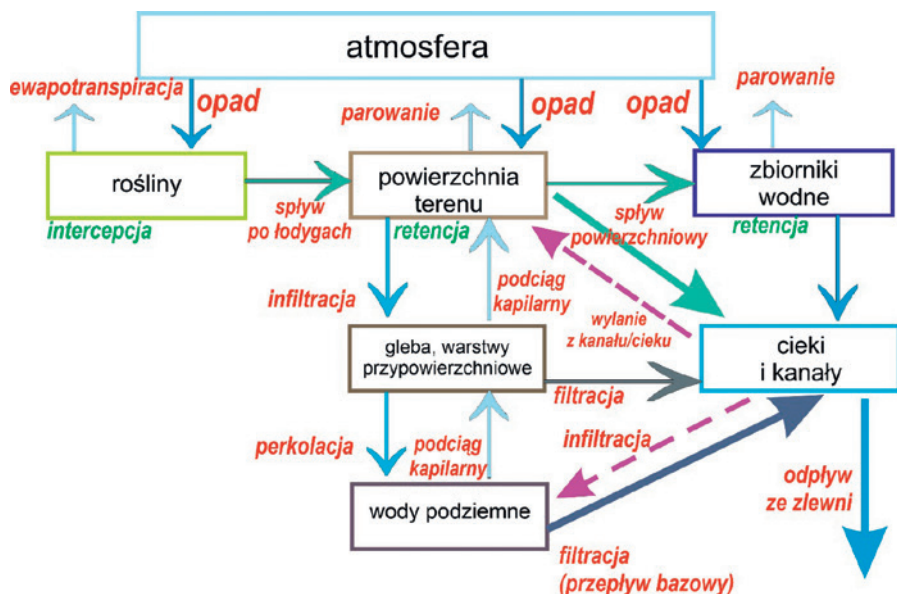 atmosfera
ewapotranspiracja
opad
parowanie
opad
opad
parowanie
rośliny
powierzchnia
terenu
zbiorniki
wodne
intercepcja
spływ
po łodygach
retencja
spływ
powierzchniowy
retencja
infiltracja
podciąg
kapilarny
wylanie
z kanału/cieku
gleba, warstwy
przypowierzchniowe
cieki
i kanały
filtracja
perkolacja
podciąg
kapilarny
infiltracja
odpływ
ze zlewni
wody podziemne
filtracja
(przepływ bazowy)